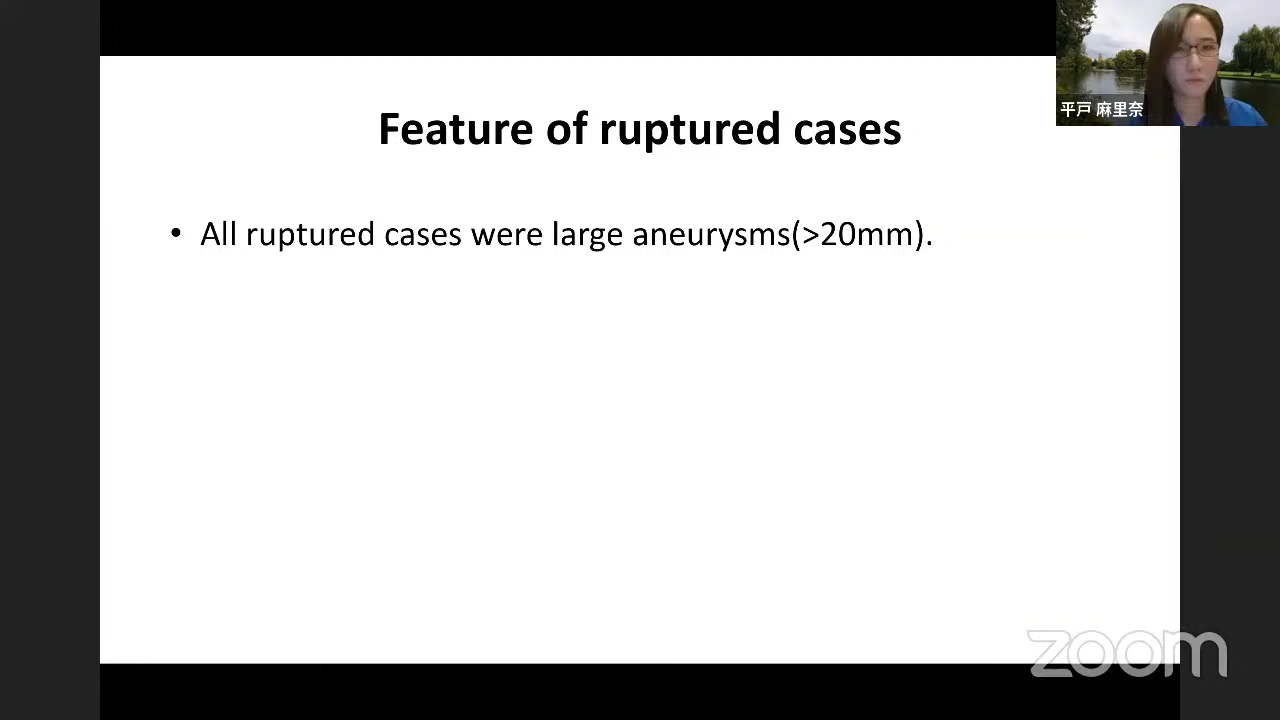 平戸 麻里奈
Feature of ruptured cases
• All ruptured cases were large aneurysms(>20mm).
zoom